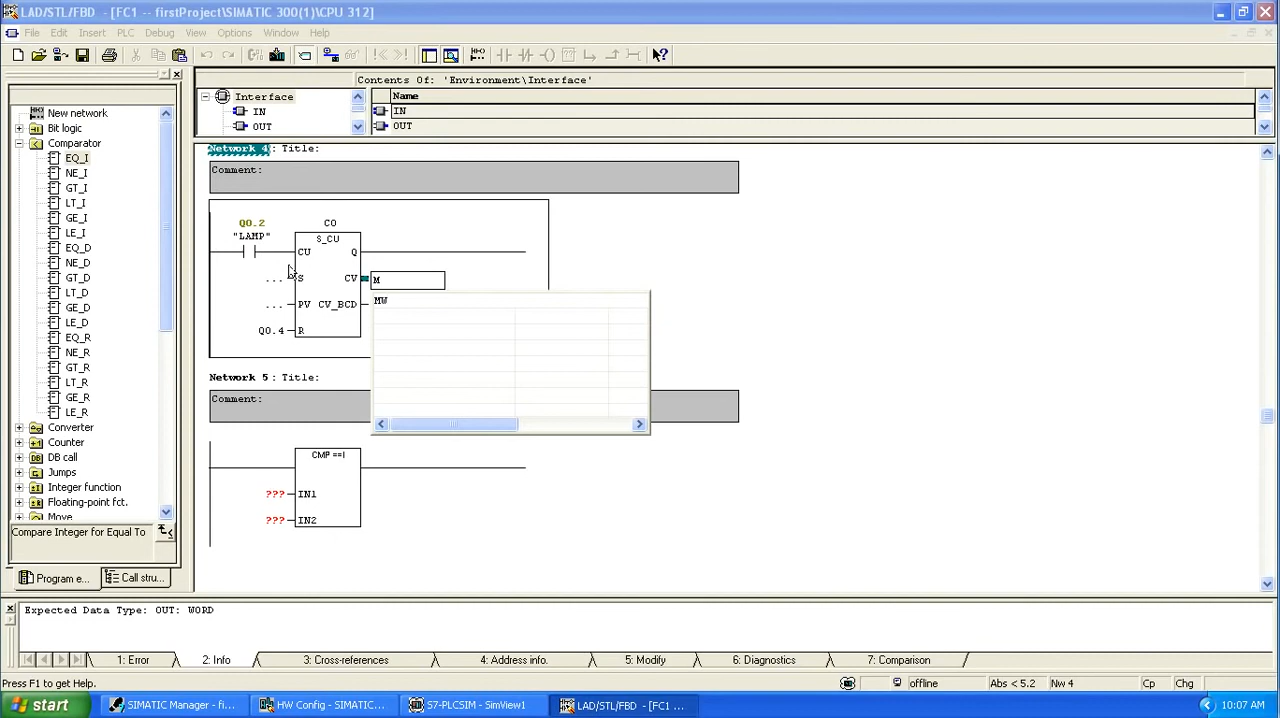 LAD/STL/FBD - [FC1 -- firstProject\SIMATIC 300(1)\CPU 312]
File Edit Insert PLC Debug View Options Window Help
Contents Of: 'Environment\Interface'
Interface
IN
OUT
Name
IN
OUT
New network
Bit logic
Comparator
EQ_I
NE_I
GT_I
LT_I
GE_I
LE_I
EQ_D
NE_D
GT_D
LT_D
GE_D
LE_D
EQ_R
NE_R
GT_R
LT_R
GE_R
LE_R
Converter
Counter
DB call
Jumps
Integer function
Floating-point fct.
Move
Compare Integer for Equal To
Program e... Call stru...
Network 4: Title:
Comment:
Q0.2
"LAMP"
C0
S_CU
CU Q
... S CV M
MW
... PV CV_BCD
Q0.4 R
Network 5: Title:
Comment:
CMP ==I
??? IN1
??? IN2
Expected Data Type: OUT: WORD
1: Error 2: Info 3: Cross-references 4: Address info. 5: Modify 6: Diagnostics 7: Comparison
Press F1 to get Help. offline Abs < 5.2 Nw 4 Cp Chg
start SIMATIC Manager - fi... HW Config - SIMATIC... S7-PLCSIM - SimView1 LAD/STL/FBD - [FC1 ... 10:07 AM